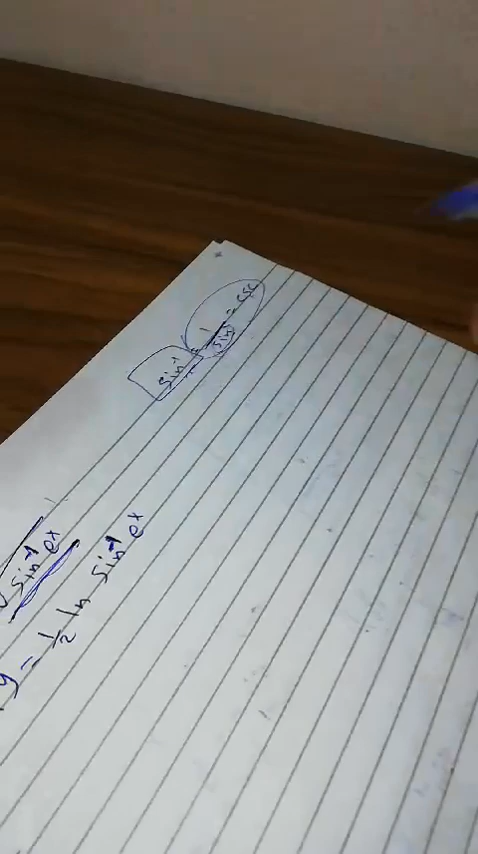 sin⁻¹ = 1/sin = csc
√sin⁻¹ eˣ
y = 1/2 ln sin⁻¹ eˣ